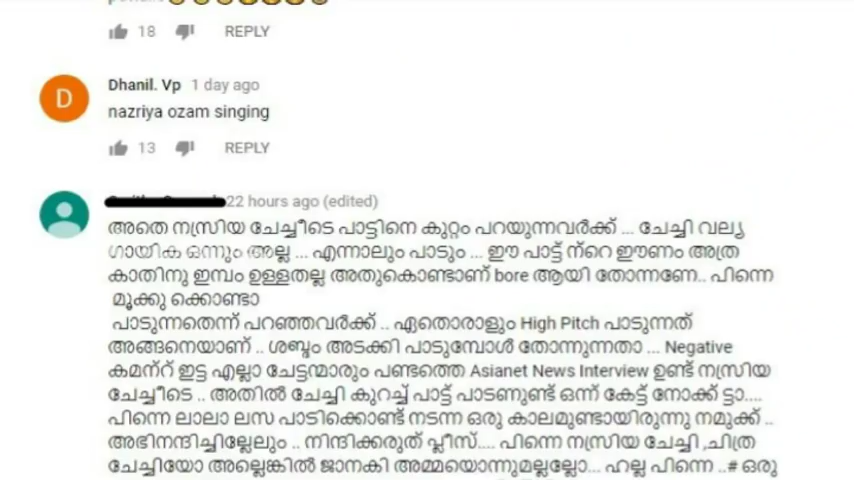 18 REPLY
Dhanil. Vp 1 day ago
nazriya ozam singing
13 REPLY
22 hours ago (edited)
അതെ നസ്രിയ ചേച്ചീടെ പാട്ടിനെ കുറ്റം പറയുന്നവർക്ക് ... ചേച്ചി വല്യ
ഗായിക ഒന്നും അല്ല ... എന്നാലും പാടും ... ഈ പാട്ട് ന്റെ ഈണം അത്ര
കാതിനു ഇമ്പം ഉള്ളതല്ല അതുകൊണ്ടാണ് bore ആയി തോന്നണേ.. പിന്നെ
മൂക്കു ക്കൊണ്ടാ
പാടുന്നതെന്ന് പറഞ്ഞവർക്ക് .. ഏതൊരാളും High Pitch പാടുന്നത്
അങ്ങനെയാണ് .. ശബ്ദം അടക്കി പാടുമ്പോൾ തോന്നുന്നതാ ... Negative
കമന്റ് ഇട്ട എല്ലാ ചേട്ടന്മാരും പണ്ടത്തെ Asianet News Interview ഉണ്ട് നസ്രിയ
ചേച്ചീടെ .. അതിൽ ചേച്ചി കുറച്ച് പാട്ട് പാടണുണ്ട് ഒന്ന് കേട്ട് നോക്ക് ട്ടാ....
പിന്നെ ലാലാ ലസ പാടിക്കൊണ്ട് നടന്ന ഒരു കാലമുണ്ടായിരുന്നു നമുക്ക് ..
അഭിനന്ദിച്ചില്ലേലും .. നിന്ദിക്കരുത് പ്ലീസ്.... പിന്നെ നസ്രിയ ചേച്ചി ,ചിത്ര
ചേച്ചിയോ അല്ലെങ്കിൽ ജാനകി അമ്മയൊന്നുമല്ലല്ലോ... ഹല്ല പിന്നെ ..# ഒരു